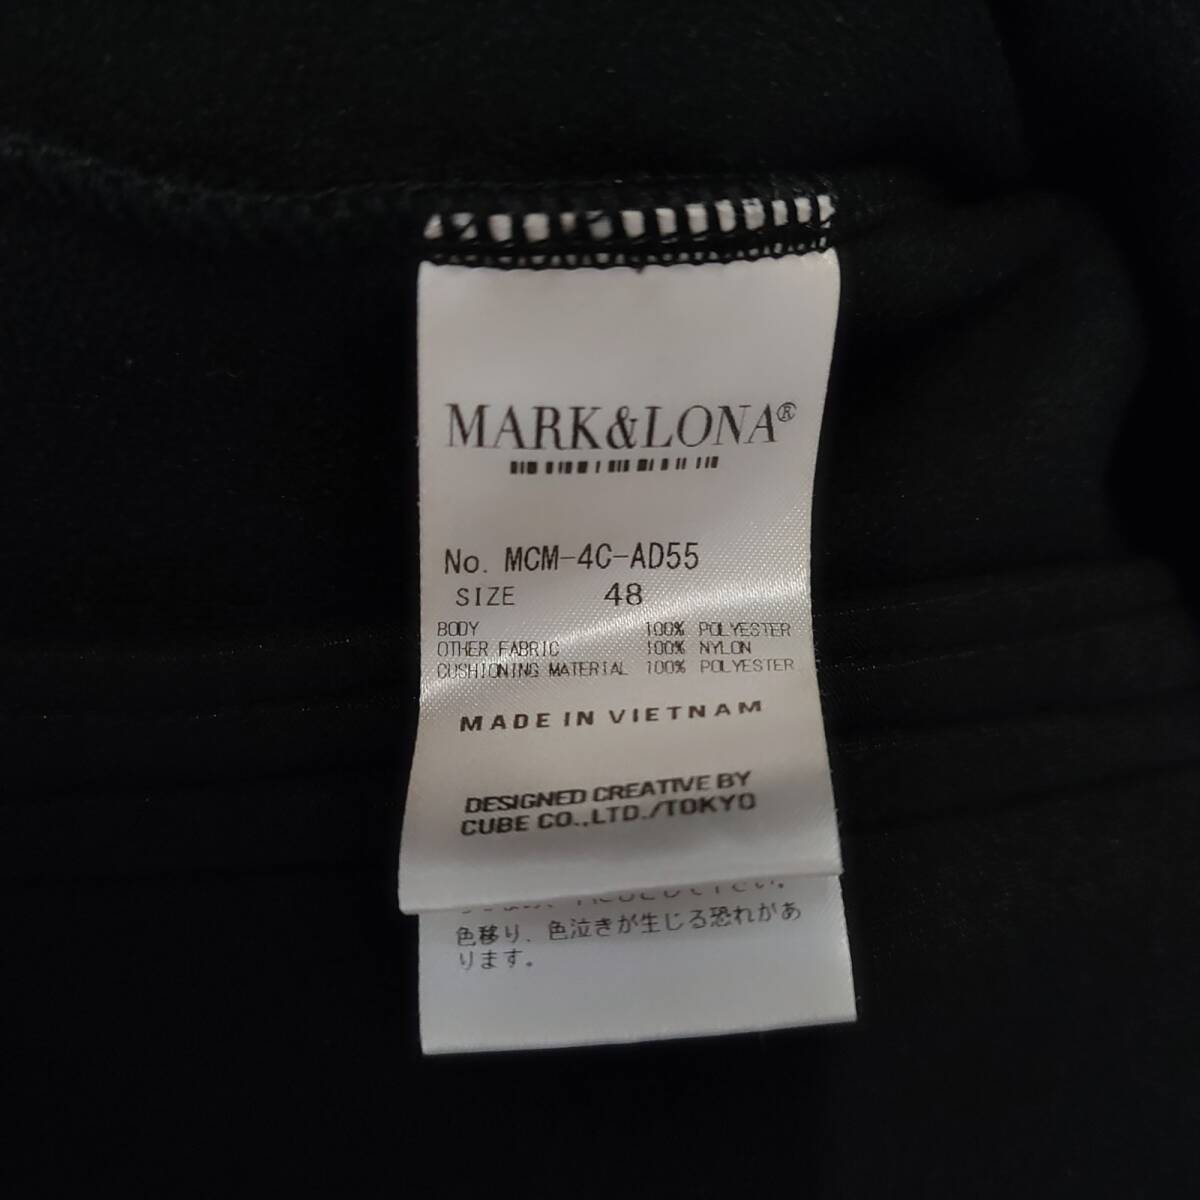 MARK&LONA®
No. MCM-4C-AD55
SIZE 48
BODY 100% POLYESTER
OTHER FABRIC 100% NYLON
CUSHIONING MATERIAL 100% POLYESTER
MADE IN VIETNAM
DESIGNED CREATIVE BY
CUBE CO.,LTD./TOKYO
色移り、色泣きが生じる恐れがあ
ります。